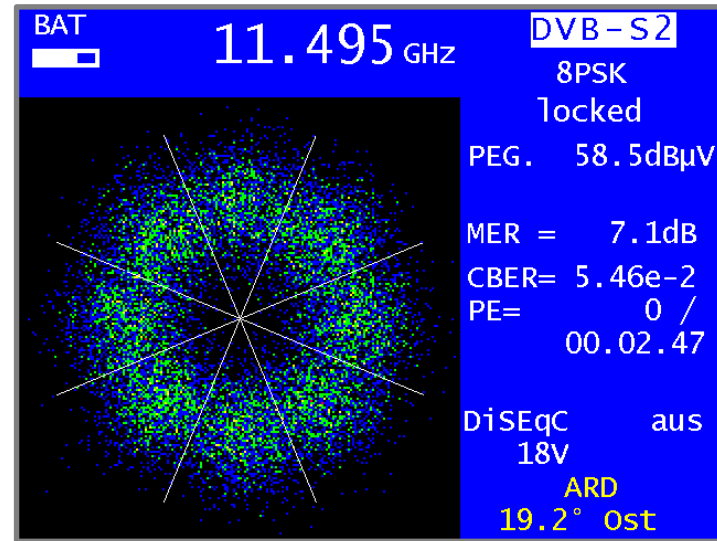 BAT
11.495 GHz
DVB-S2
8PSK
locked
PEG. 58.5dBµV
MER = 7.1dB
CBER= 5.46e-2
PE= 0 /
00.02.47
DiSEqC aus
18V
ARD
19.2° Ost